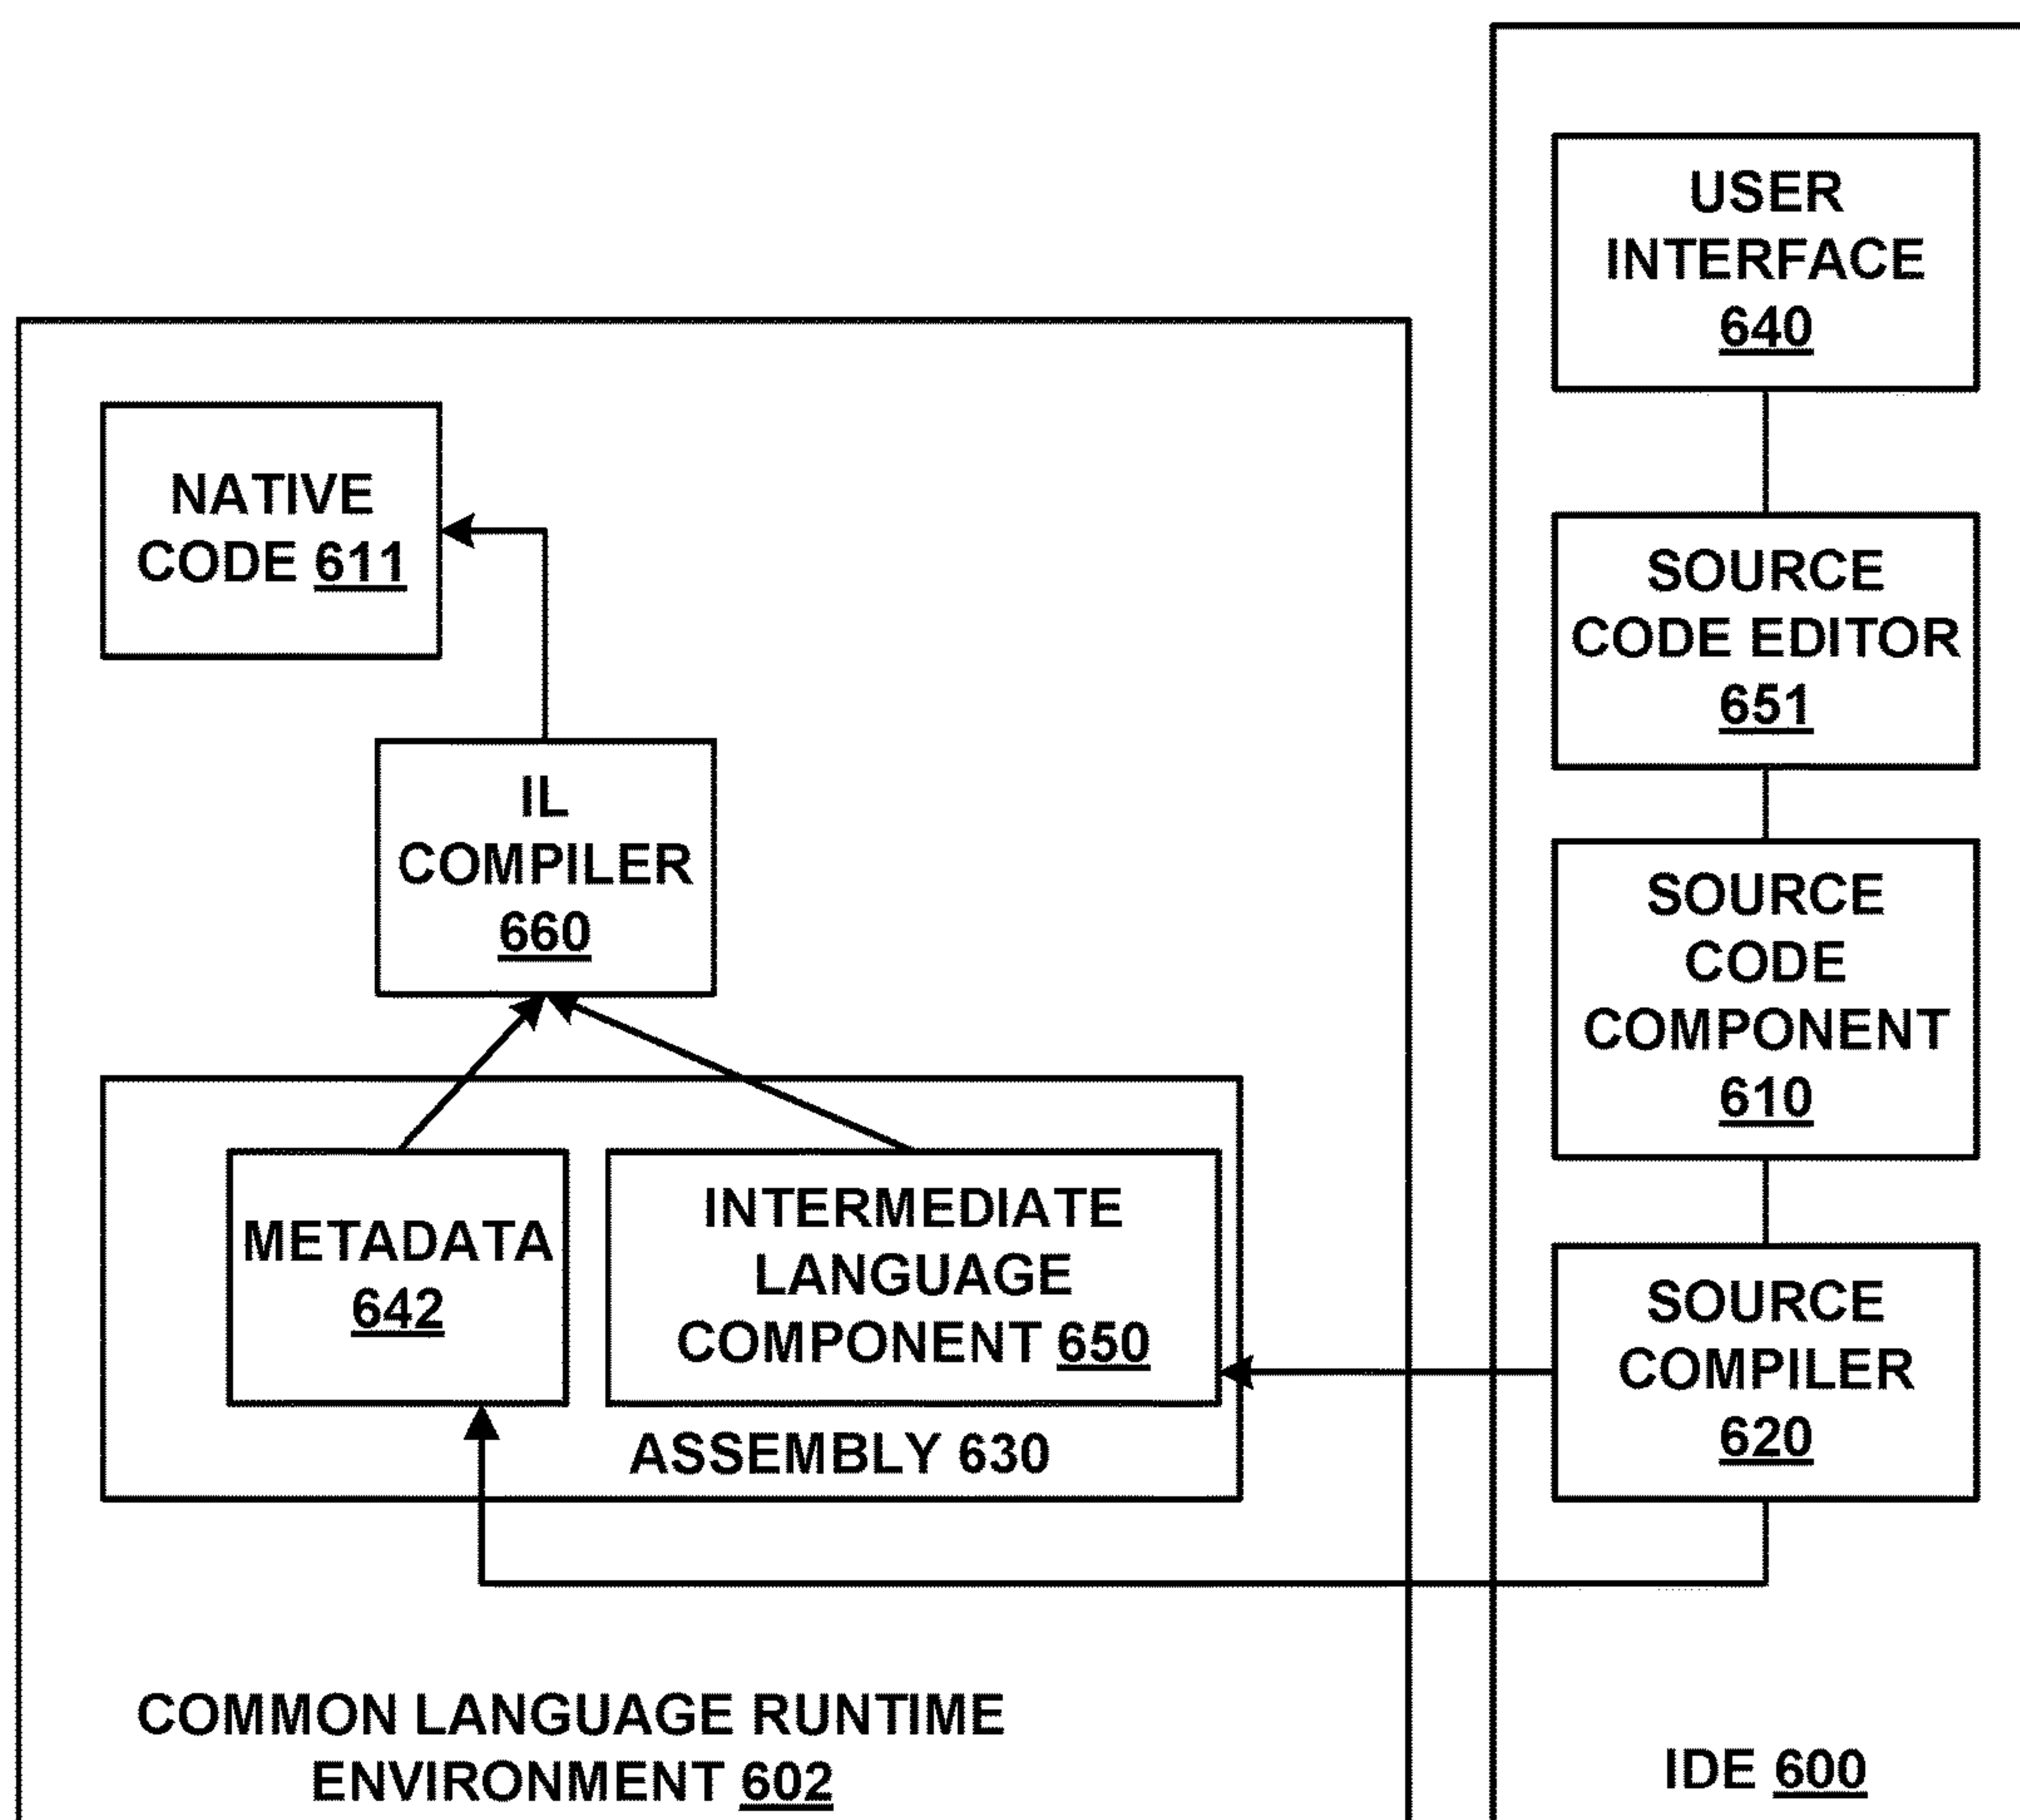 USER
INTERFACE
640
NATIVE
CODE 611
SOURCE
CODE EDITOR
651
IL
COMPILER
660
SOURCE
CODE
COMPONENT
610
METADATA
642
INTERMEDIATE
LANGUAGE
COMPONENT 650
ASSEMBLY 630
SOURCE
COMPILER
620
COMMON LANGUAGE RUNTIME
ENVIRONMENT 602
IDE 600